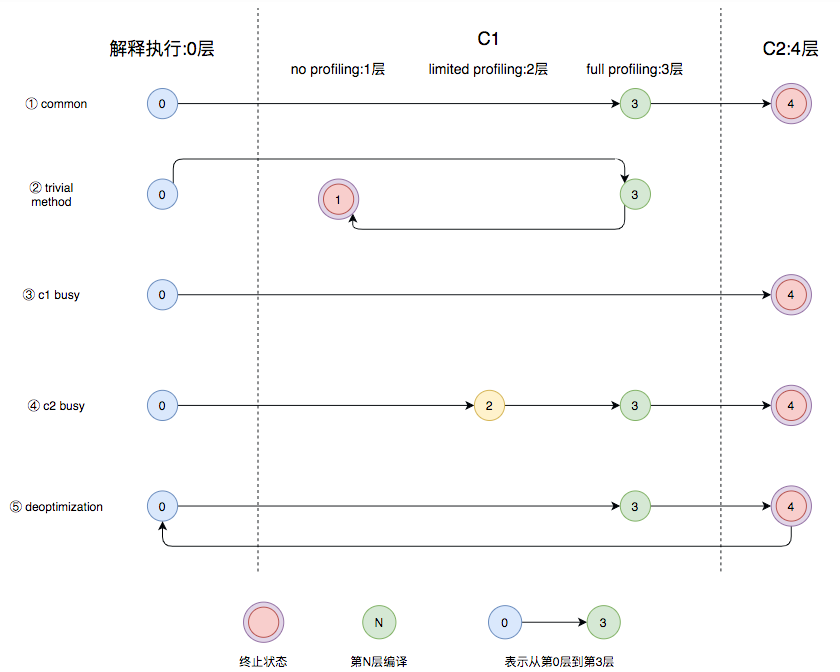 解释执行:0层
C1
C2:4层
no profiling:1层
limited profiling:2层
full profiling:3层
① common
0
3
4
② trivial
method
0
1
3
③ c1 busy
0
4
④ c2 busy
0
2
3
4
⑤ deoptimization
0
3
4
N
0
3
终止状态
第N层编译
表示从第0层到第3层